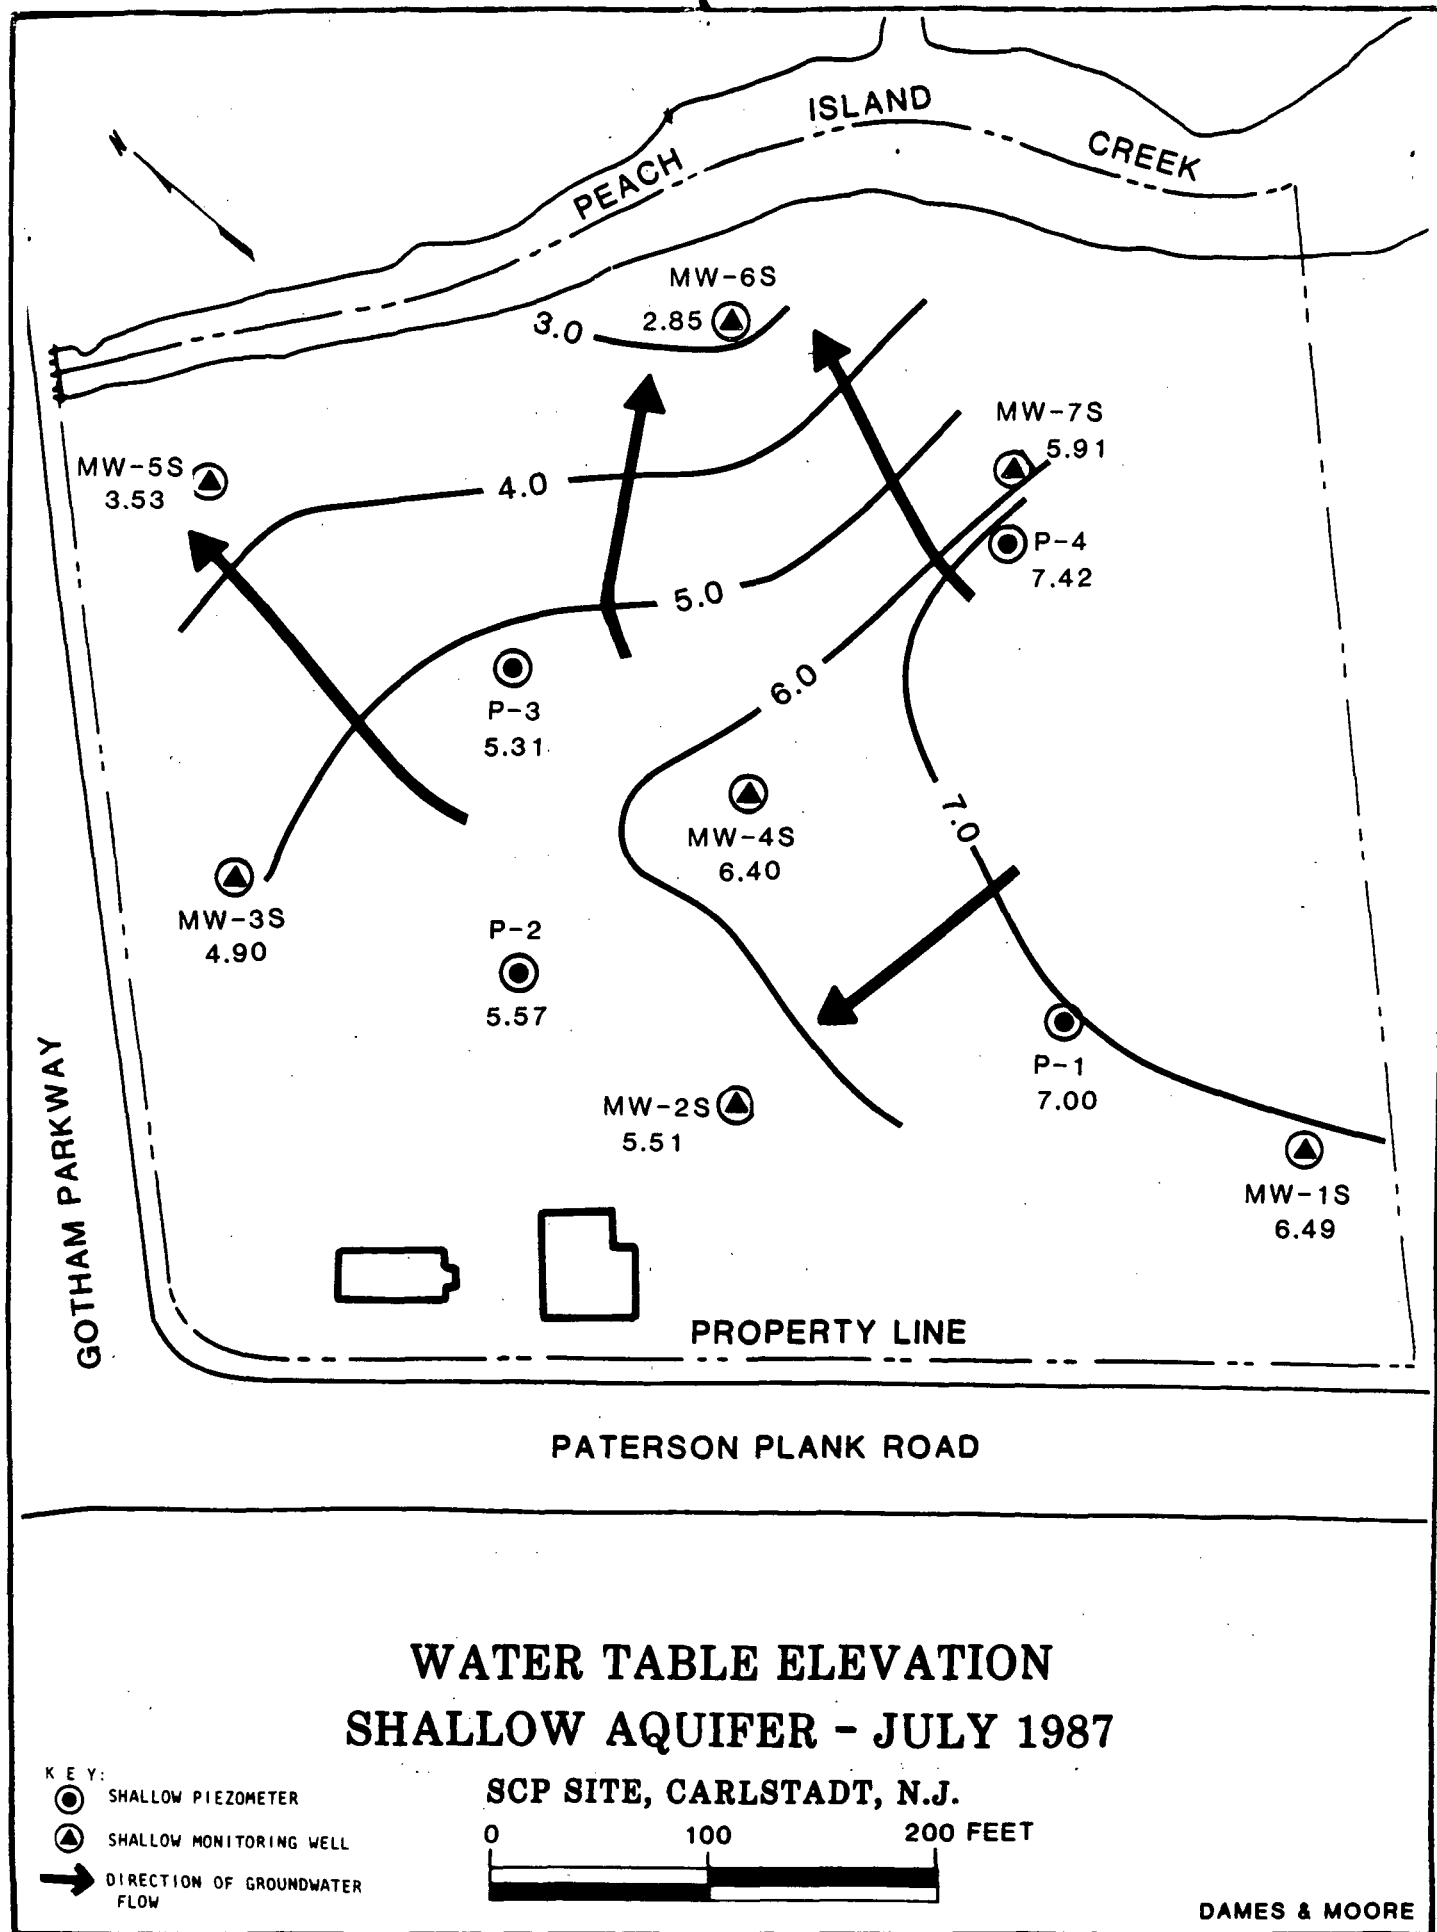 ISLAND
CREEK
PEACH
N
MW-6S
2.85
3.0
MW-7S
5.91
MW-5S
3.53
4.0
P-4
7.42
5.0
6.0
P-3
5.31
7.0
MW-4S
6.40
MW-3S
4.90
P-2
5.57
P-1
7.00
MW-2S
5.51
MW-1S
6.49
GOTHAM PARKWAY
PROPERTY LINE
PATERSON PLANK ROAD
WATER TABLE ELEVATION
SHALLOW AQUIFER - JULY 1987
SCP SITE, CARLSTADT, N.J.
KEY:
SHALLOW PIEZOMETER
SHALLOW MONITORING WELL
DIRECTION OF GROUNDWATER
FLOW
0 100 200 FEET
DAMES & MOORE